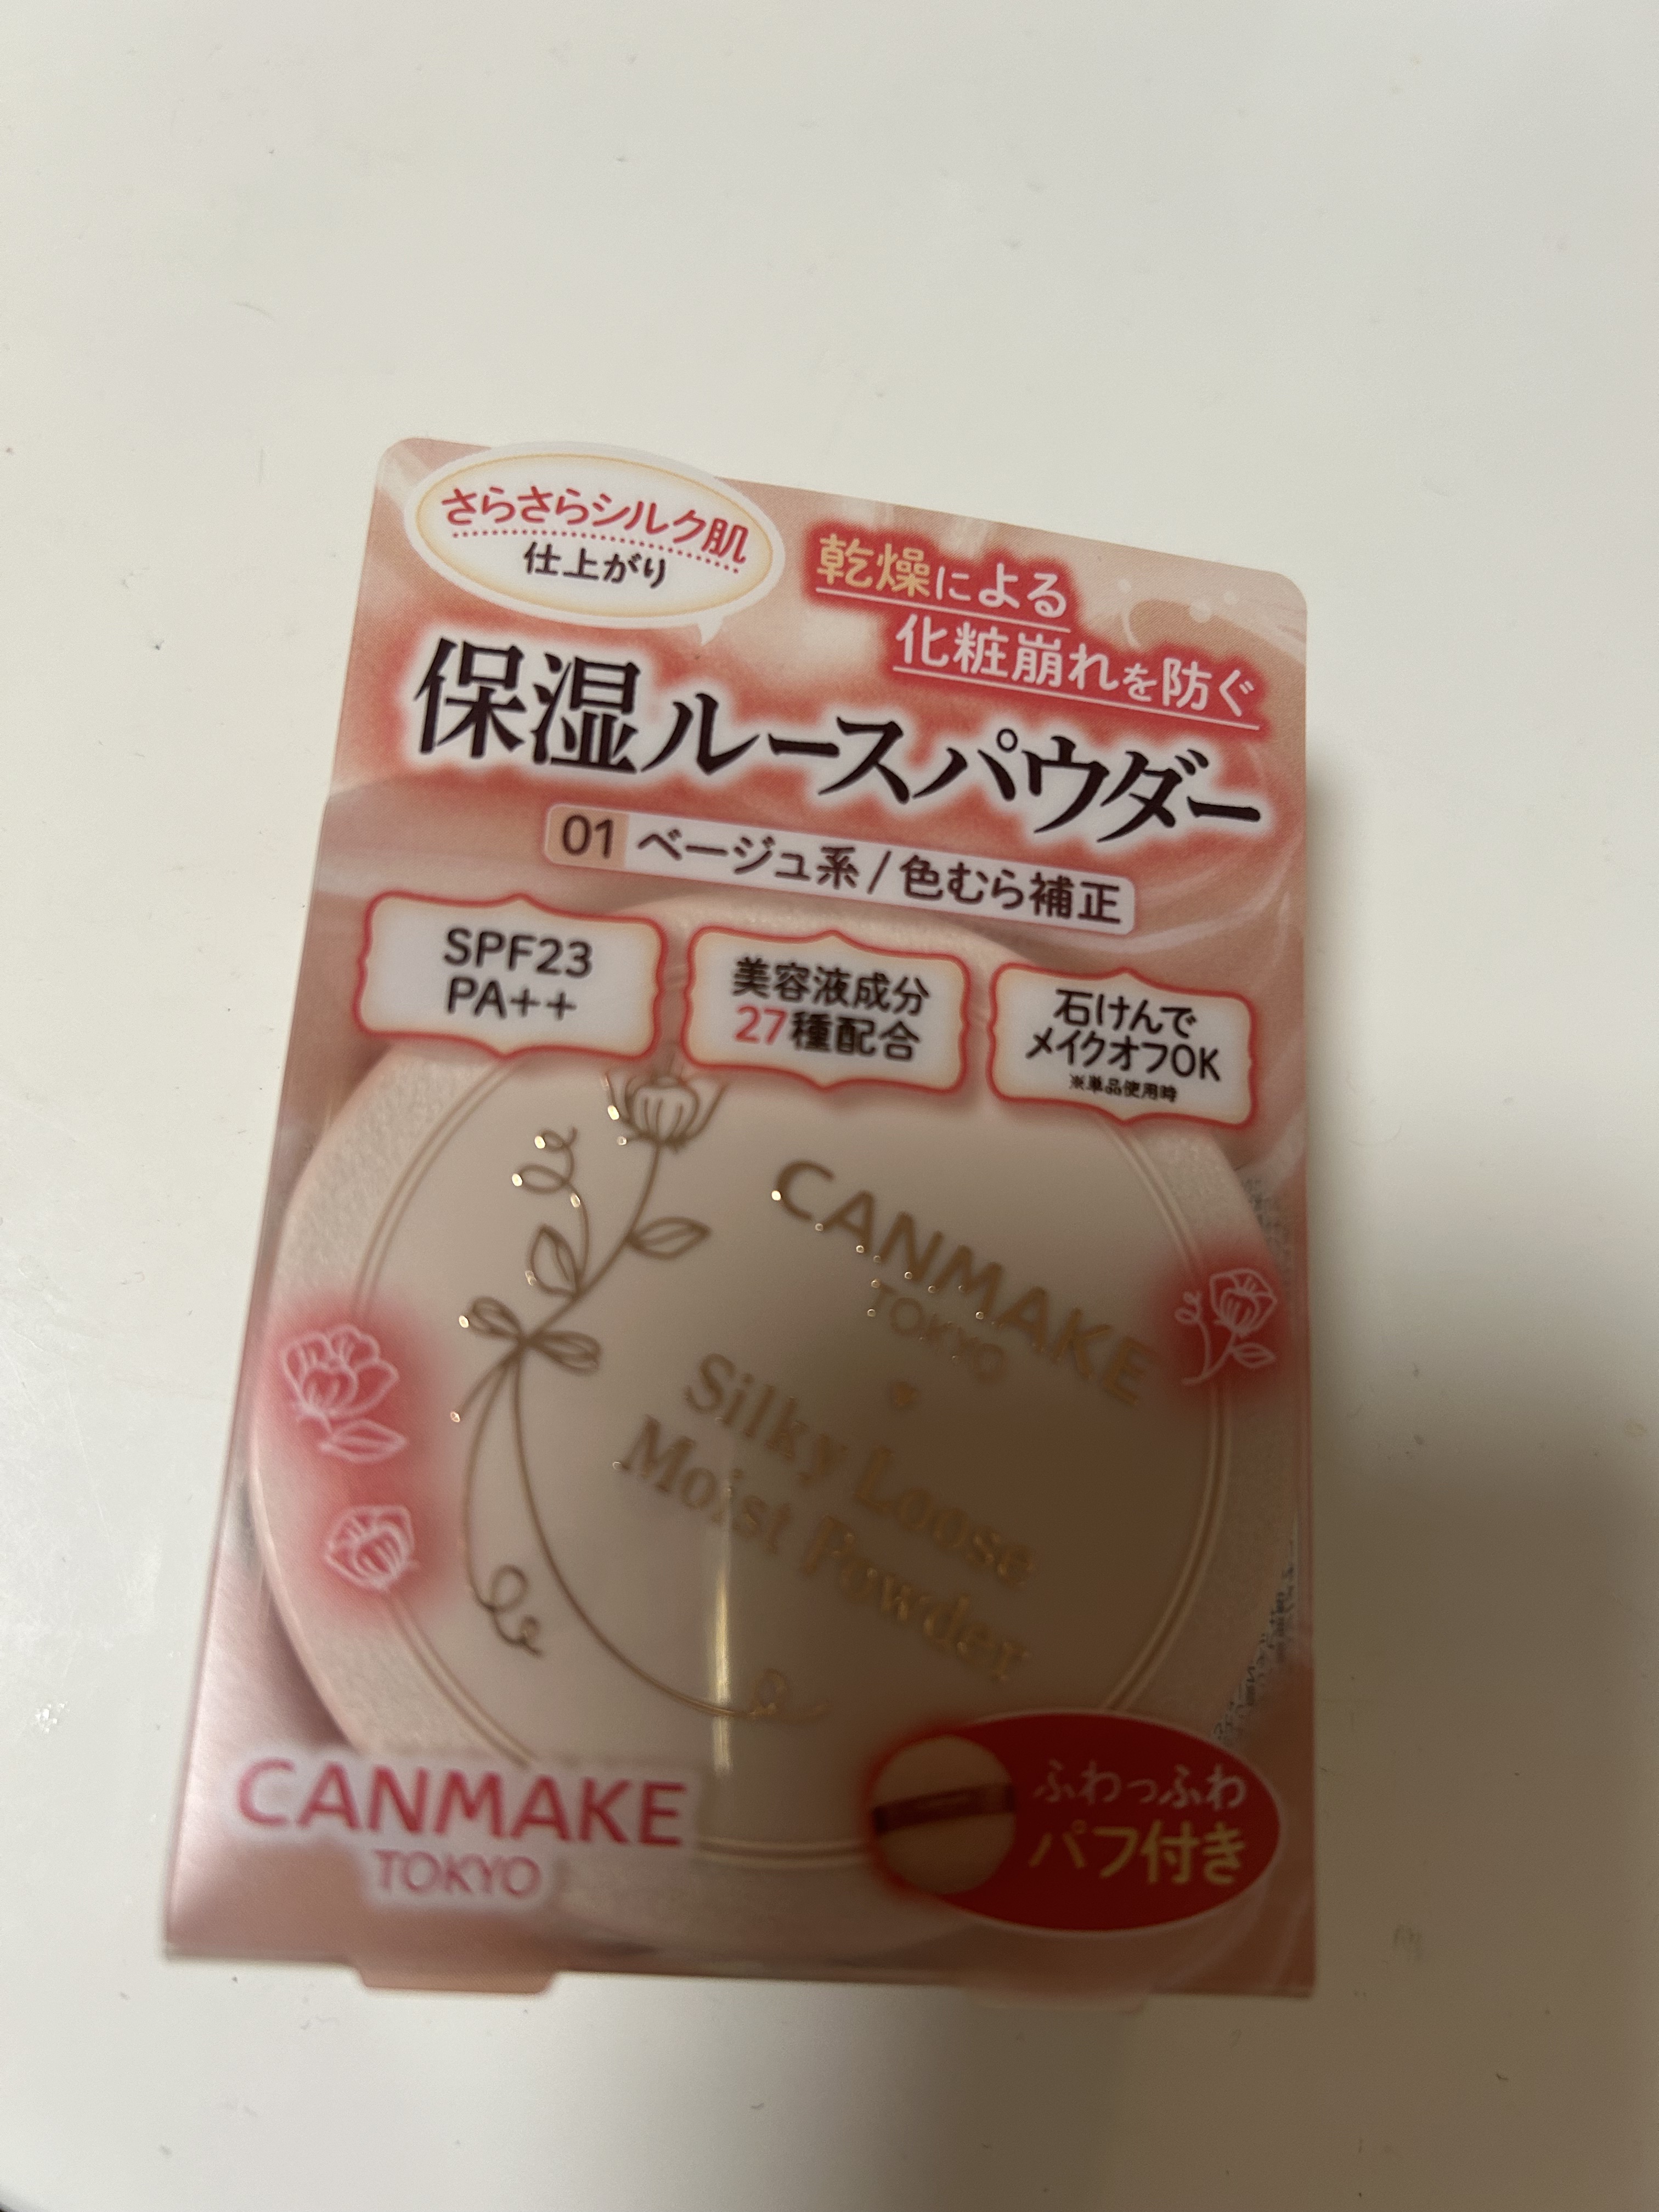 さらさらシルク肌
仕上がり
乾燥による
化粧崩れを防ぐ
保湿ルースパウダー
01 ベージュ系/色むら補正
SPF23
PA++
美容液成分
27種配合
石けんで
メイクオフOK
※単品使用時
CANMAKE
TOKYO
Silky Loose
Moist Powder
CANMAKE
TOKYO
ふわっふわ
パフ付き